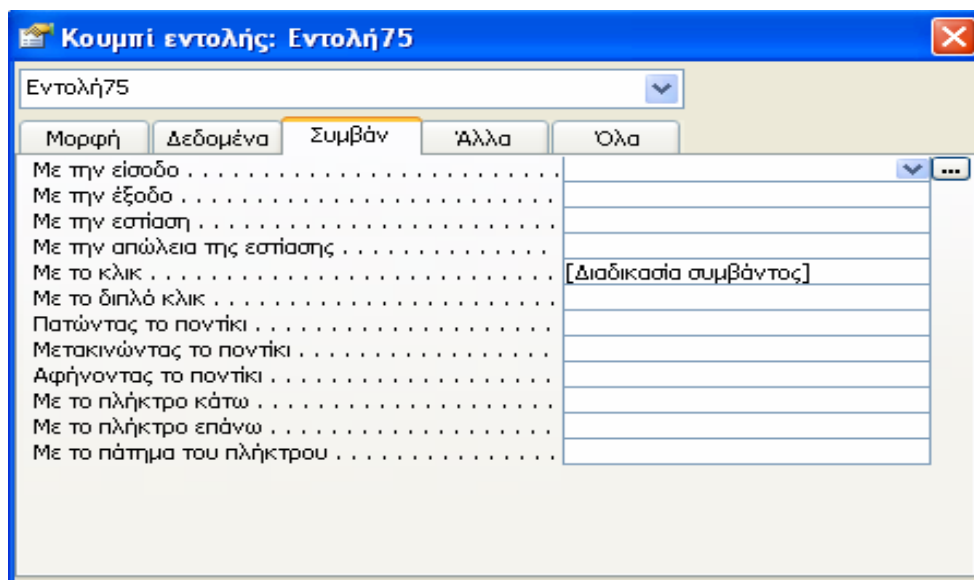 Κουμπί εντολής: Εντολή75
Εντολή75
Μορφή Δεδομένα Συμβάν Άλλα Όλα
Με την είσοδο . . . . . . . . . . . . . . . . . . . . . . . . . . ...
Με την έξοδο . . . . . . . . . . . . . . . . . . . . . . . . . .
Με την εστίαση . . . . . . . . . . . . . . . . . . . . . . . . .
Με την απώλεια της εστίασης . . . . . . . . . . . . . .
Με το κλικ . . . . . . . . . . . . . . . . . . . . . . . . . . . . [Διαδικασία συμβάντος]
Με το διπλό κλικ . . . . . . . . . . . . . . . . . . . . . . . .
Πατώντας το ποντίκι . . . . . . . . . . . . . . . . . . . . .
Μετακινώντας το ποντίκι . . . . . . . . . . . . . . . . . .
Αφήνοντας το ποντίκι . . . . . . . . . . . . . . . . . . . .
Με το πλήκτρο κάτω . . . . . . . . . . . . . . . . . . . . .
Με το πλήκτρο επάνω . . . . . . . . . . . . . . . . . . . .
Με το πάτημα του πλήκτρου . . . . . . . . . . . . . . .